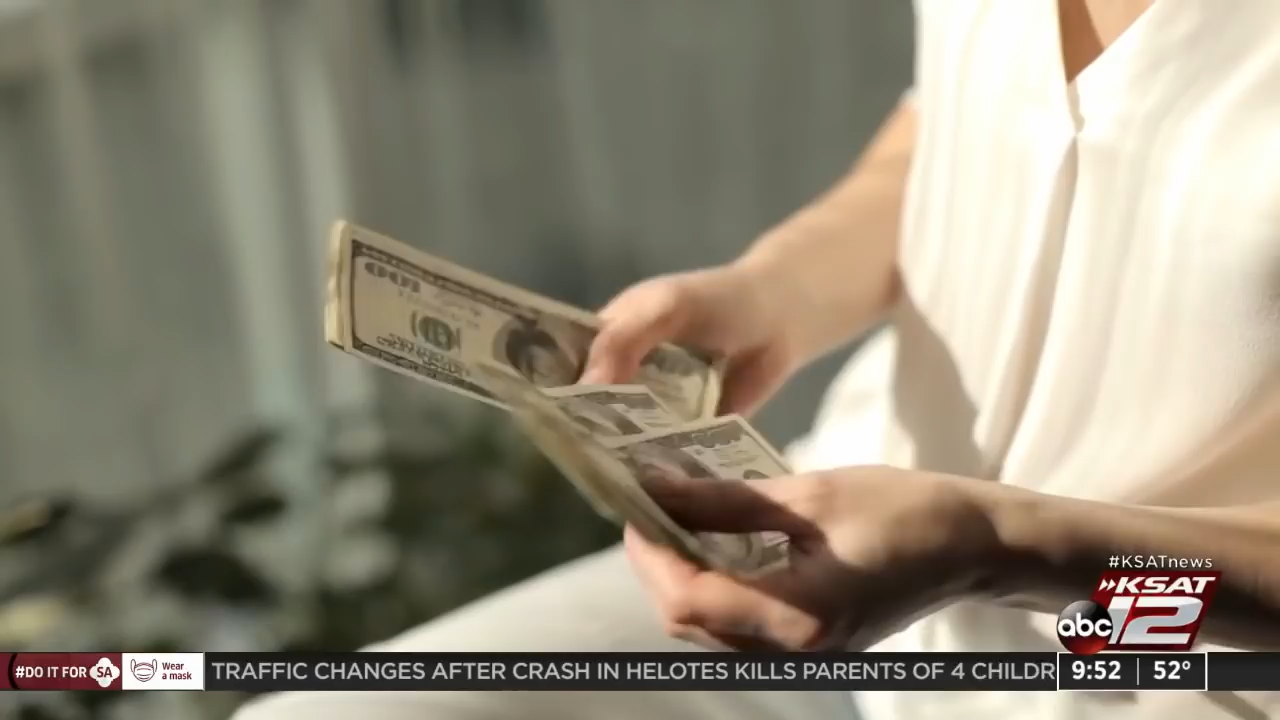 100
#KSATnews
KSAT
abc 12
#DO IT FOR SA
Wear
a mask
TRAFFIC CHANGES AFTER CRASH IN HELOTES KILLS PARENTS OF 4 CHILDR
9:52 52°